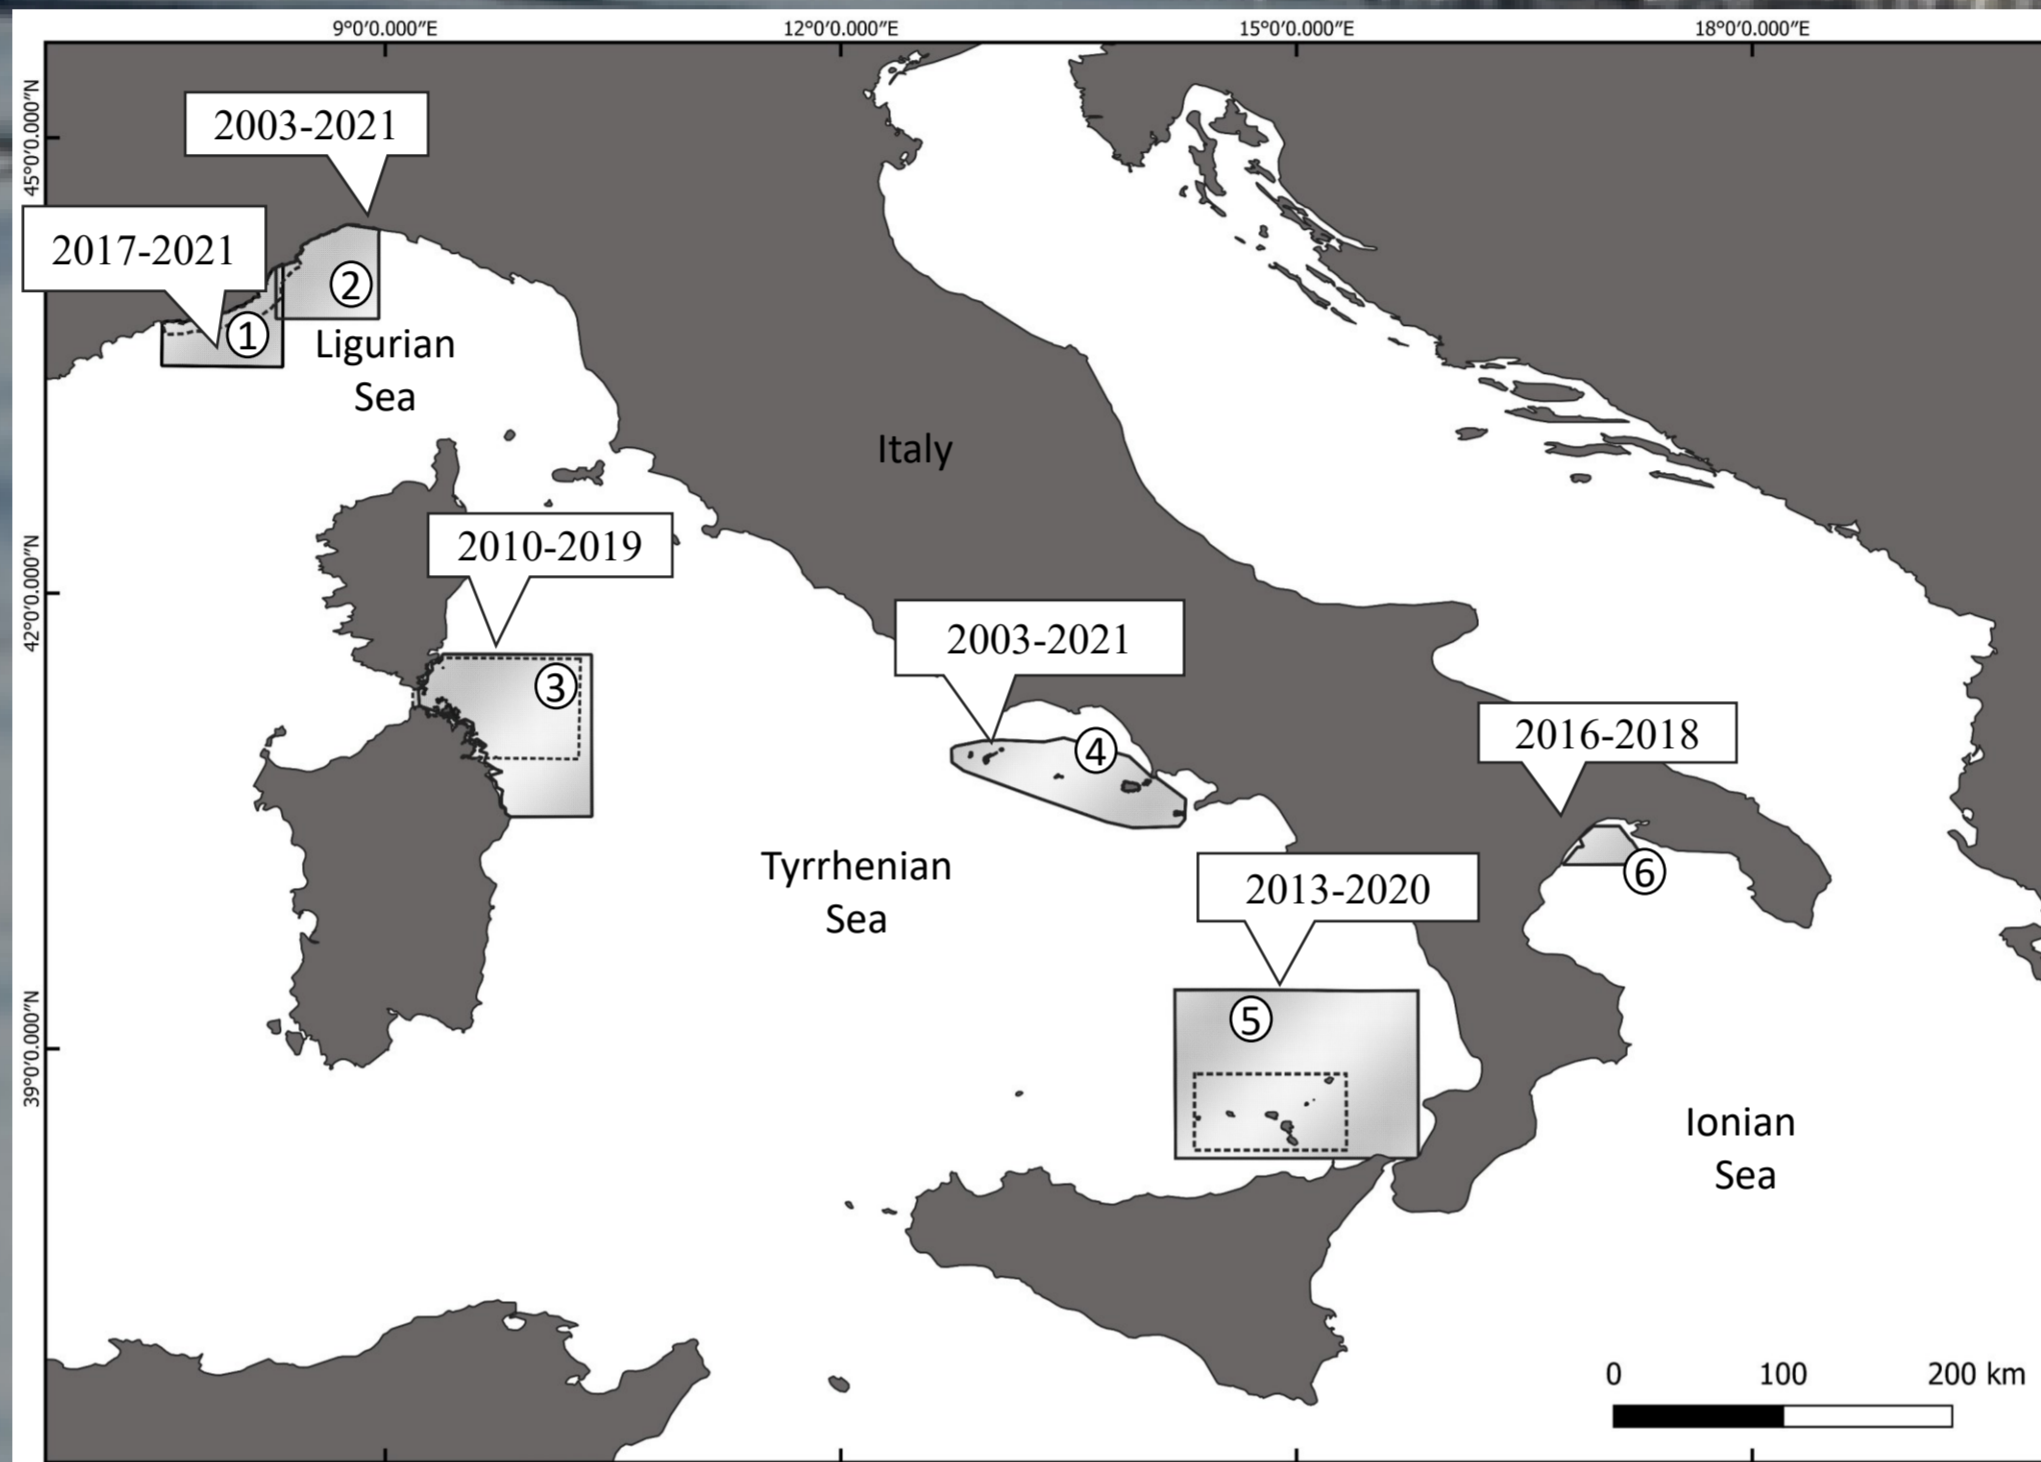 9°0'0.000"E
12°0'0.000"E
15°0'0.000"E
18°0'0.000"E
45°0'0.000"N
42°0'0.000"N
39°0'0.000"N
2003-2021
2017-2021
2
1
Ligurian
Sea
Italy
2010-2019
3
2003-2021
4
2016-2018
6
Tyrrhenian
Sea
2013-2020
5
Ionian
Sea
0
100
200 km